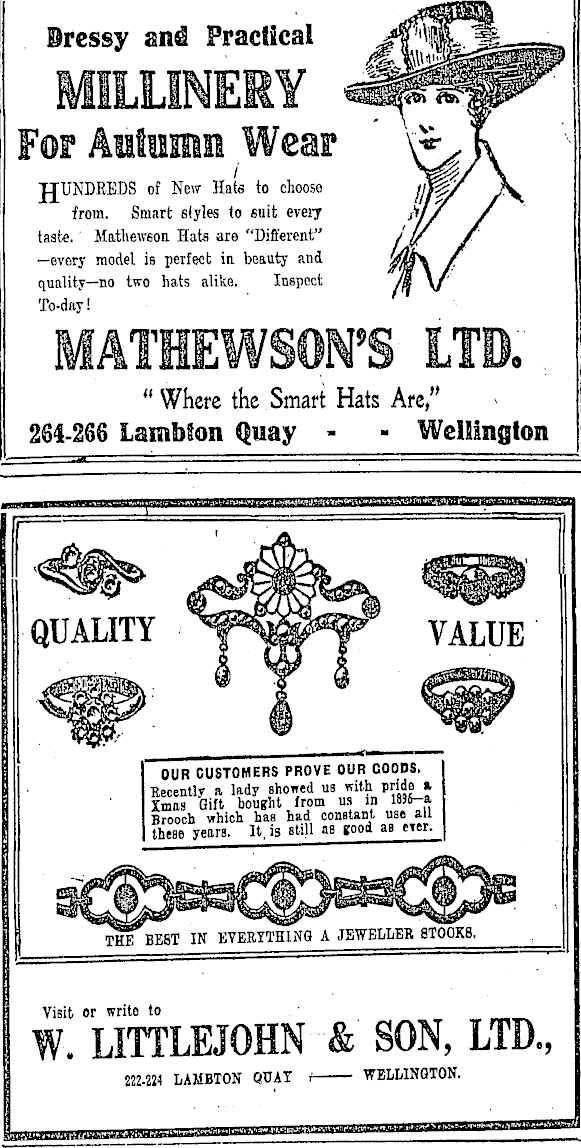 Dressy and Practical
MILLINERY
For Autumn Wear
HUNDREDS of New Hats to choose
from. Smart styles to suit every
taste. Mathewson Hats are "Different"
—every model is perfect in beauty and
quality—no two hats alike. Inspect
To-day!
MATHEWSON'S LTD.
"Where the Smart Hats Are,"
264-266 Lambton Quay - - Wellington
QUALITY
VALUE
OUR CUSTOMERS PROVE OUR GOODS.
Recently a lady showed us with pride a
Xmas Gift bought from us in 1896—a
Brooch which has had constant use all
these years. It is still as good as ever.
THE BEST IN EVERYTHING A JEWELLER STOCKS.
Visit or write to
W. LITTLEJOHN & SON, LTD.,
222-224 LAMBTON QUAY —— WELLINGTON.